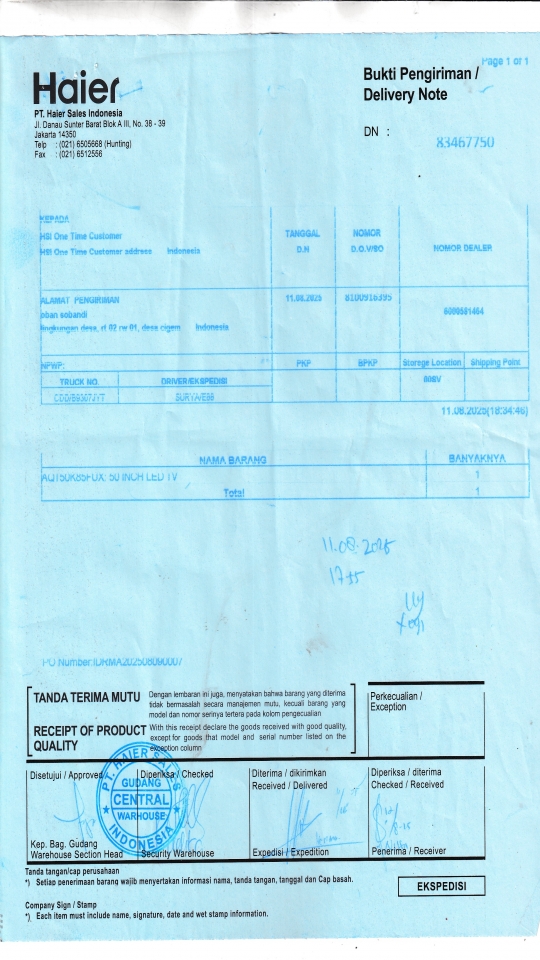 Page 1 of 1
Haier
Bukti Pengiriman /
Delivery Note
PT. Haier Sales Indonesia
Jl. Danau Sunter Barat Blok A III, No. 38 - 39
Jakarta 14350
Telp : (021) 6505668 (Hunting)
Fax : (021) 6512556
DN : 83467750
KEPADA
HSI One Time Customer
HSI One Time Customer address Indonesia
TANGGAL
D.N
NOMOR
D.O./SO
NOMOR DEALER
ALAMAT PENGIRIMAN
oban sobandi
lingkungan desa, rt 02 rw 01, desa cigem Indonesia
11.08.2025
8100916395
NPWP:
PKP
BPKP
Storage Location
Shipping Point
TRUCK NO.
DRIVER/EKSPEDISI
11.08.2025(18:34:46)
NAMA BARANG
BANYAKNYA
50 INCH LED TV
1
Total
1
11.08.2025
PO Number:IDRMA202508090007
TANDA TERIMA MUTU
Dengan lembaran ini juga, menyatakan bahwa barang yang diterima
tidak bermasalah secara manajemen mutu, kecuali barang yang
model dan nomor serinya tertera pada kolom pengecualian
RECEIPT OF PRODUCT
QUALITY
With this receipt declare the goods received with good quality,
except for goods that model and serial number listed on the
exception column
Perkecualian /
Exception
Disetujui / Approved
Diperiksa / Checked
Diterima / dikirimkan
Received / Delivered
Diperiksa / diterima
Checked / Received
PT. HAIER SALES INDONESIA
GUDANG
CENTRAL
WARHOUSE
Kep. Bag. Gudang
Warehouse Section Head
Security Warehouse
Expedisi / Expedition
Penerima / Receiver
Tanda tangan/cap perusahaan
*) Setiap penerimaan barang wajib menyertakan informasi nama, tanda tangan, tanggal dan Cap basah.
EKSPEDISI
Company Sign / Stamp
*) Each item must include name, signature, date and wet stamp information.